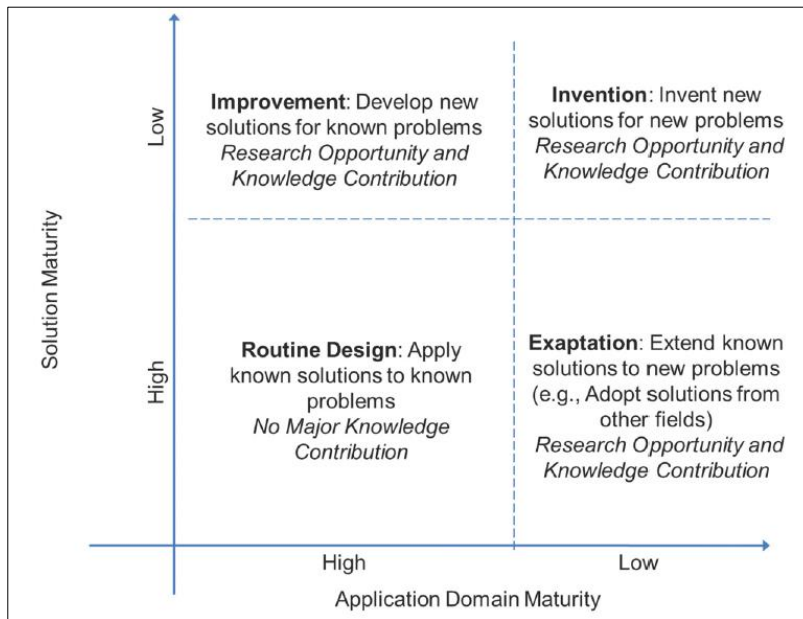 Improvement: Develop new
solutions for known problems
Research Opportunity and
Knowledge Contribution
Invention: Invent new
solutions for new problems
Research Opportunity and
Knowledge Contribution
Low
Solution Maturity
High
Routine Design: Apply
known solutions to known
problems
No Major Knowledge
Contribution
Exaptation: Extend known
solutions to new problems
(e.g., Adopt solutions from
other fields)
Research Opportunity and
Knowledge Contribution
High
Low
Application Domain Maturity